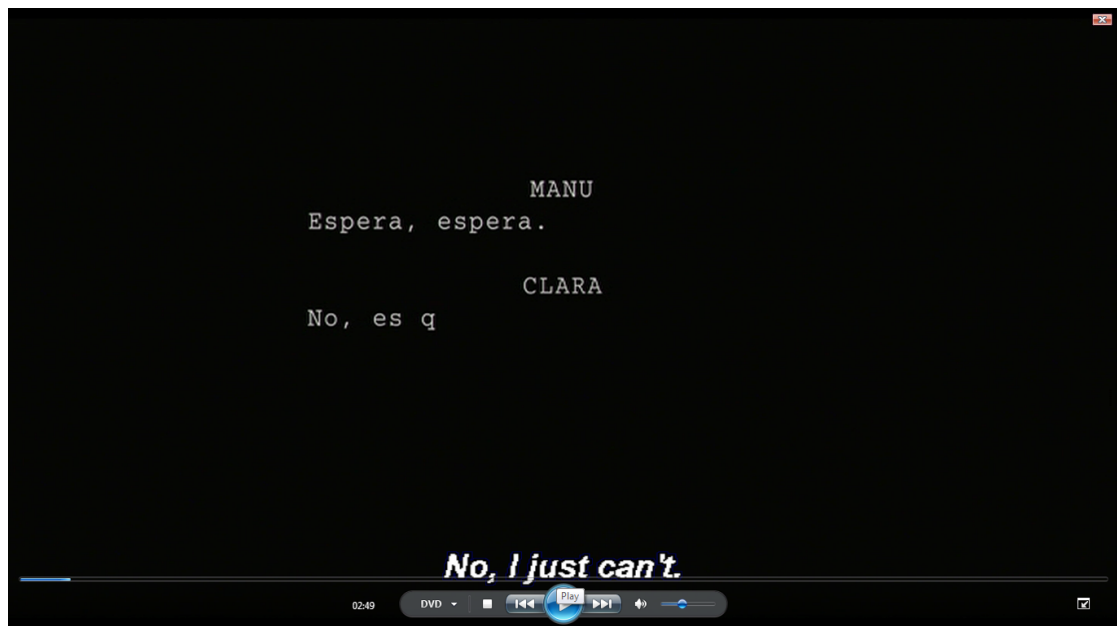 MANU
Espera, espera.
CLARA
No, es q
No, I just can't.
02:49 DVD Play